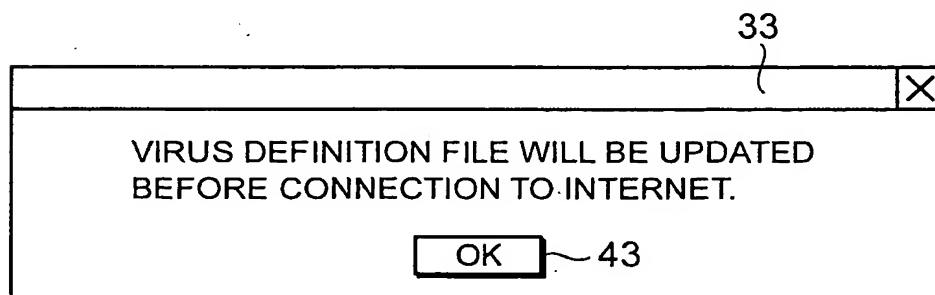 33
X
VIRUS DEFINITION FILE WILL BE UPDATED
BEFORE CONNECTION TO INTERNET.
OK 43